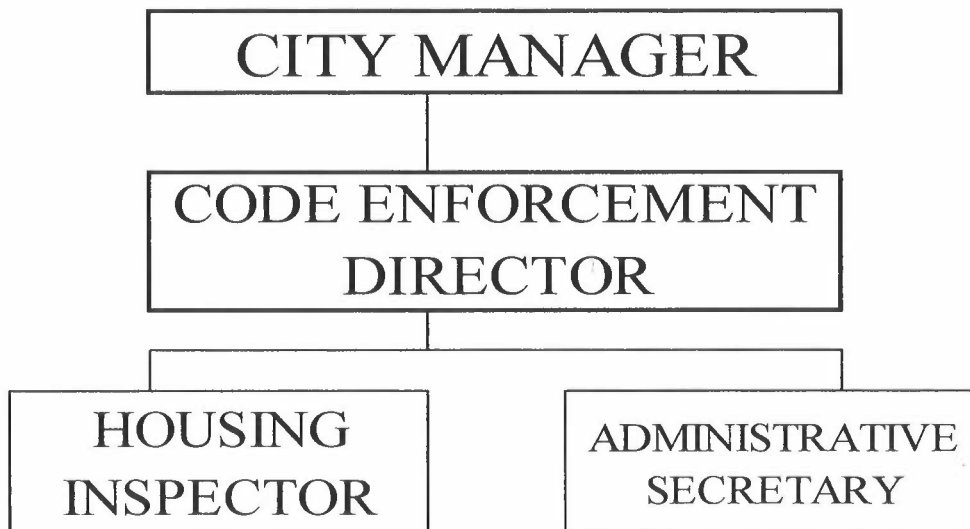 CITY MANAGER
CODE ENFORCEMENT
DIRECTOR
HOUSING
INSPECTOR
ADMINISTRATIVE
SECRETARY